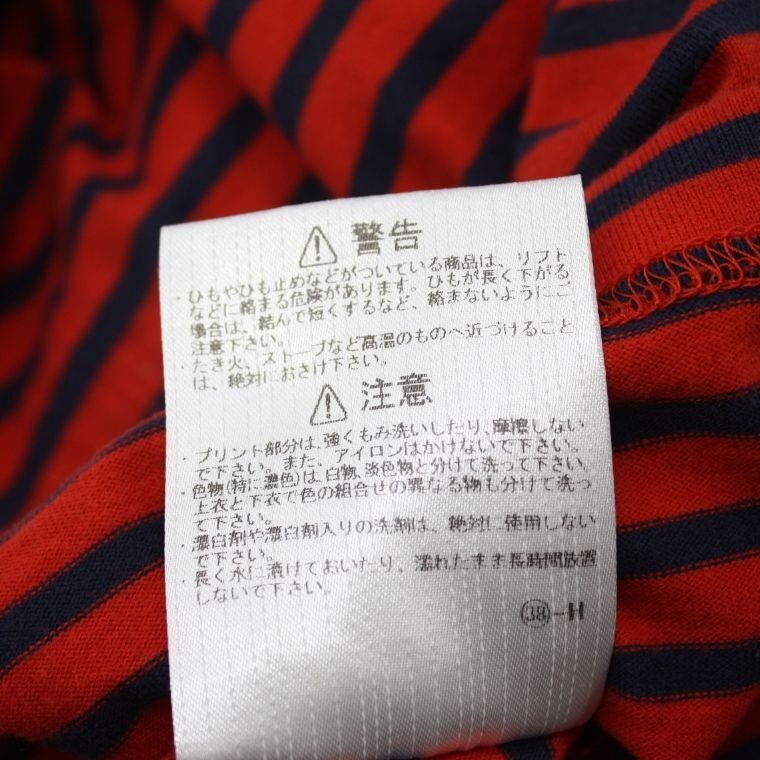 警告
・ひもやひも止めなどがついている商品は、リフト
などに絡まる危険があります。ひもが長く下がる
場合は、結んで短くするなど、絡まないようにご
注意下さい。
・たき火、ストーブなど高温のものへ近づけること
は、絶対におさけ下さい。
注意
・プリント部分は、強くもみ洗いしたり、摩擦しない
で下さい。また、アイロンはかけないで下さい。
・色物(特に濃色)は、白物、淡色物と分けて洗って下さい。
上衣と下衣で色の組合せの異なる物も分けて洗っ
て下さい。
・漂白剤や漂白剤入りの洗剤は、絶対に使用しない
で下さい。
・長く水に漬けておいたり、濡れたまま長時間放置
しないで下さい。
㊳-H